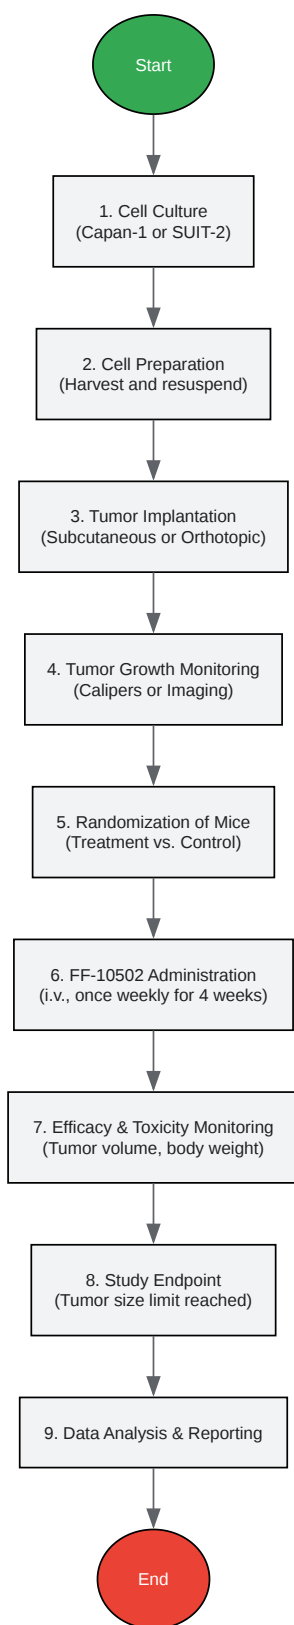 Start
1. Cell Culture
(Capan-1 or SUIT-2)
2. Cell Preparation
(Harvest and resuspend)
3. Tumor Implantation
(Subcutaneous or Orthotopic)
4. Tumor Growth Monitoring
(Calipers or Imaging)
5. Randomization of Mice
(Treatment vs. Control)
6. FF-10502 Administration
(i.v., once weekly for 4 weeks)
7. Efficacy & Toxicity Monitoring
(Tumor volume, body weight)
8. Study Endpoint
(Tumor size limit reached)
9. Data Analysis & Reporting
End